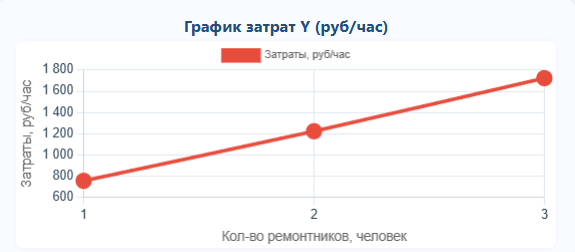 График затрат Y (руб/час)
Затраты, руб/час
Затраты, руб/час
1 800
1 600
1 400
1 200
1 000
800
600
1 2 3
Кол-во ремонтников, человек